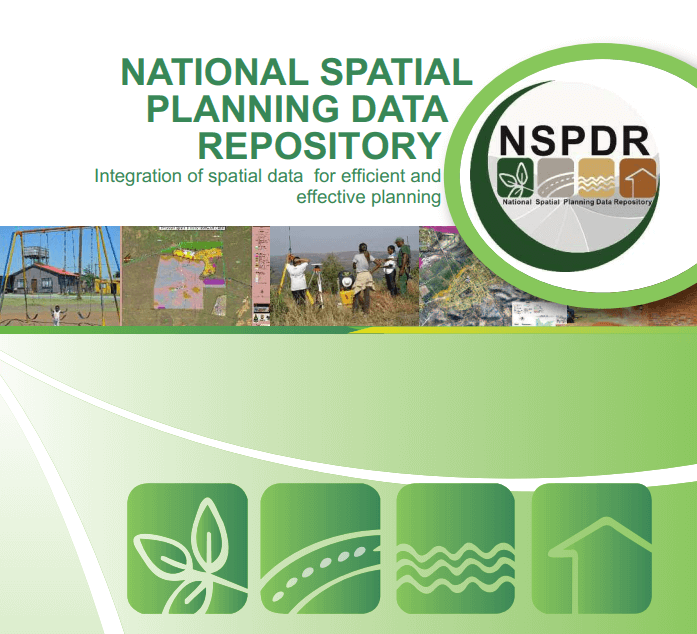 NATIONAL SPATIAL
PLANNING DATA
REPOSITORY
Integration of spatial data for efficient and
effective planning
NSPDR
National Spatial Planning Data Repository